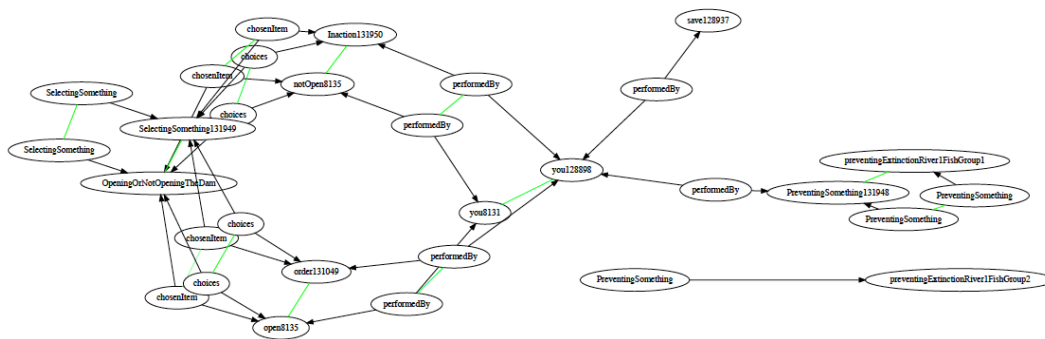 save128937
chosenItem
Inaction131950
choices
chosenItem
notOpen8135
performedBy
performedBy
SelectingSomething
choices
performedBy
SelectingSomething131949
SelectingSomething
preventingExtinctionRiver1FishGroup1
you128898
OpeningOrNotOpeningTheDam
performedBy
PreventingSomething131948
PreventingSomething
you8131
PreventingSomething
choices
chosenItem
performedBy
order131049
choices
PreventingSomething
preventingExtinctionRiver1FishGroup2
chosenItem
performedBy
open8135